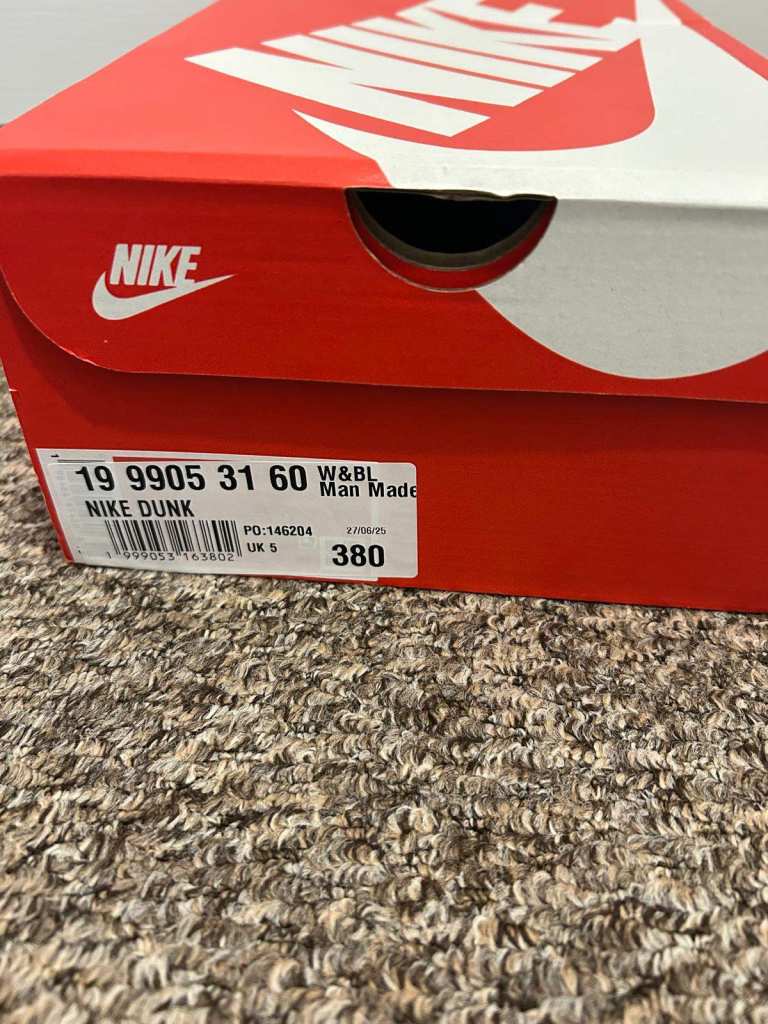 NIKE
NIKE
19 9905 31 60 W&BL
Man Made
NIKE DUNK
PO:146204 27/06/25
UK 5 380
1 999053 163802